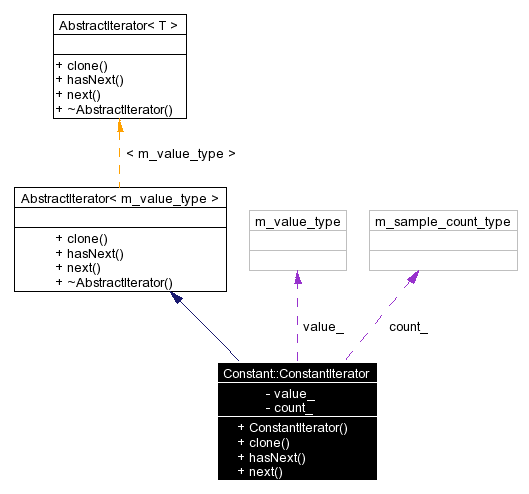 AbstractIterator< T >
+ clone()
+ hasNext()
+ next()
+ ~AbstractIterator()
< m_value_type >
AbstractIterator< m_value_type >
+ clone()
+ hasNext()
+ next()
+ ~AbstractIterator()
m_value_type
m_sample_count_type
value_
count_
Constant::ConstantIterator
- value_
- count_
+ ConstantIterator()
+ clone()
+ hasNext()
+ next()